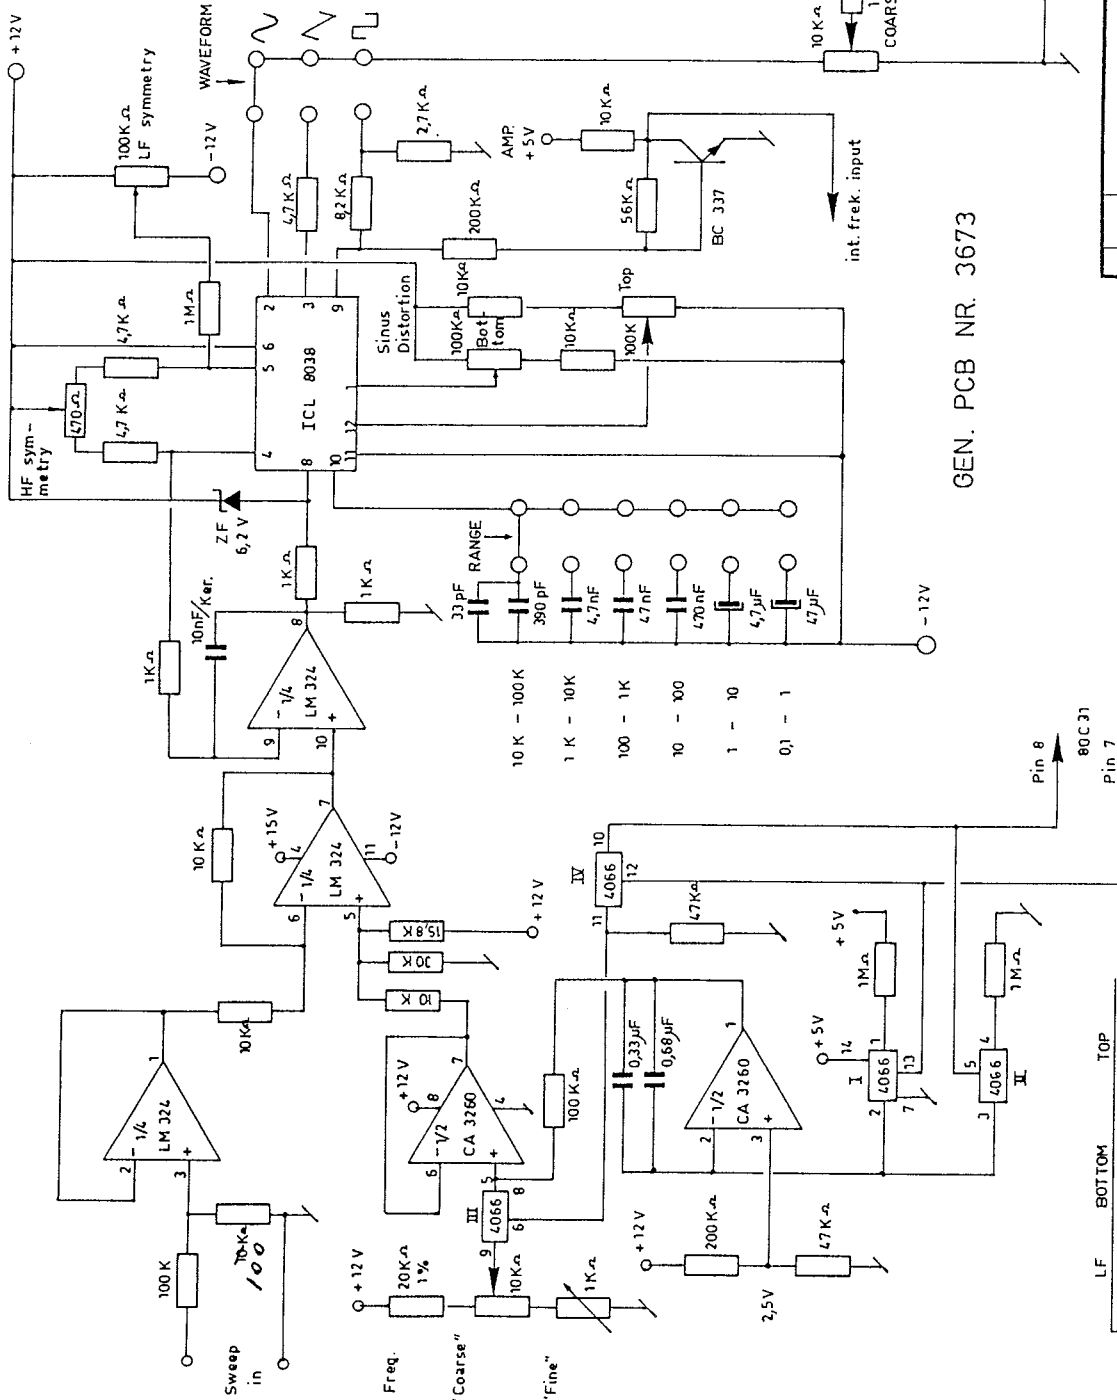 Sweep
in
100K
10KΩ
100
2
3
1/4
LM 324
-
+
1
10KΩ
10KΩ
6
5
+15V
4
1/4
LM 324
-
+
11
-12V
7
10K
30K
15,8K
+12V
Freq.
"Coarse"
"Fine"
+12V
20KΩ
1%
10KΩ
1KΩ
III
9
4066
8
6
5
6
+12V
8
1/2
CA 3260
-
+
4
7
100KΩ
1KΩ
10nF/Ker.
9
10
1/4
LM 324
-
+
8
1KΩ
1KΩ
ZF
6,2V
HF sym-
metry
470Ω
4,7KΩ
4,7KΩ
1MΩ
100KΩ
LF symmetry
-12V
+12V
WAVEFORM
ICL 8038
4
5
6
8
10
11
12
1
2
3
9
4,7KΩ
8,2KΩ
2,7KΩ
Sinus
Distortion
100KΩ
Bot-
tom
10KΩ
10KΩ
100K
Top
200KΩ
56KΩ
AMP.
+5V
10KΩ
BC 337
int. frek. input
10KΩ
1
COARS
RANGE
33pF
390pF
4,7nF
47nF
470nF
4,7µF
47µF
10K - 100K
1K - 10K
100 - 1K
10 - 100
1 - 10
0,1 - 1
-12V
GEN. PCB NR. 3673
IV
11
4066
10
12
47KΩ
0,33µF
0,68µF
2
3
1/2
CA 3260
-
+
1
+12V
200KΩ
2,5V
47KΩ
+5V
14
I
2
4066
1
13
7
1MΩ
+5V
3
4066
4
5
II
1MΩ
Pin 8
80C31
Pin 7
LF BOTTOM TOP